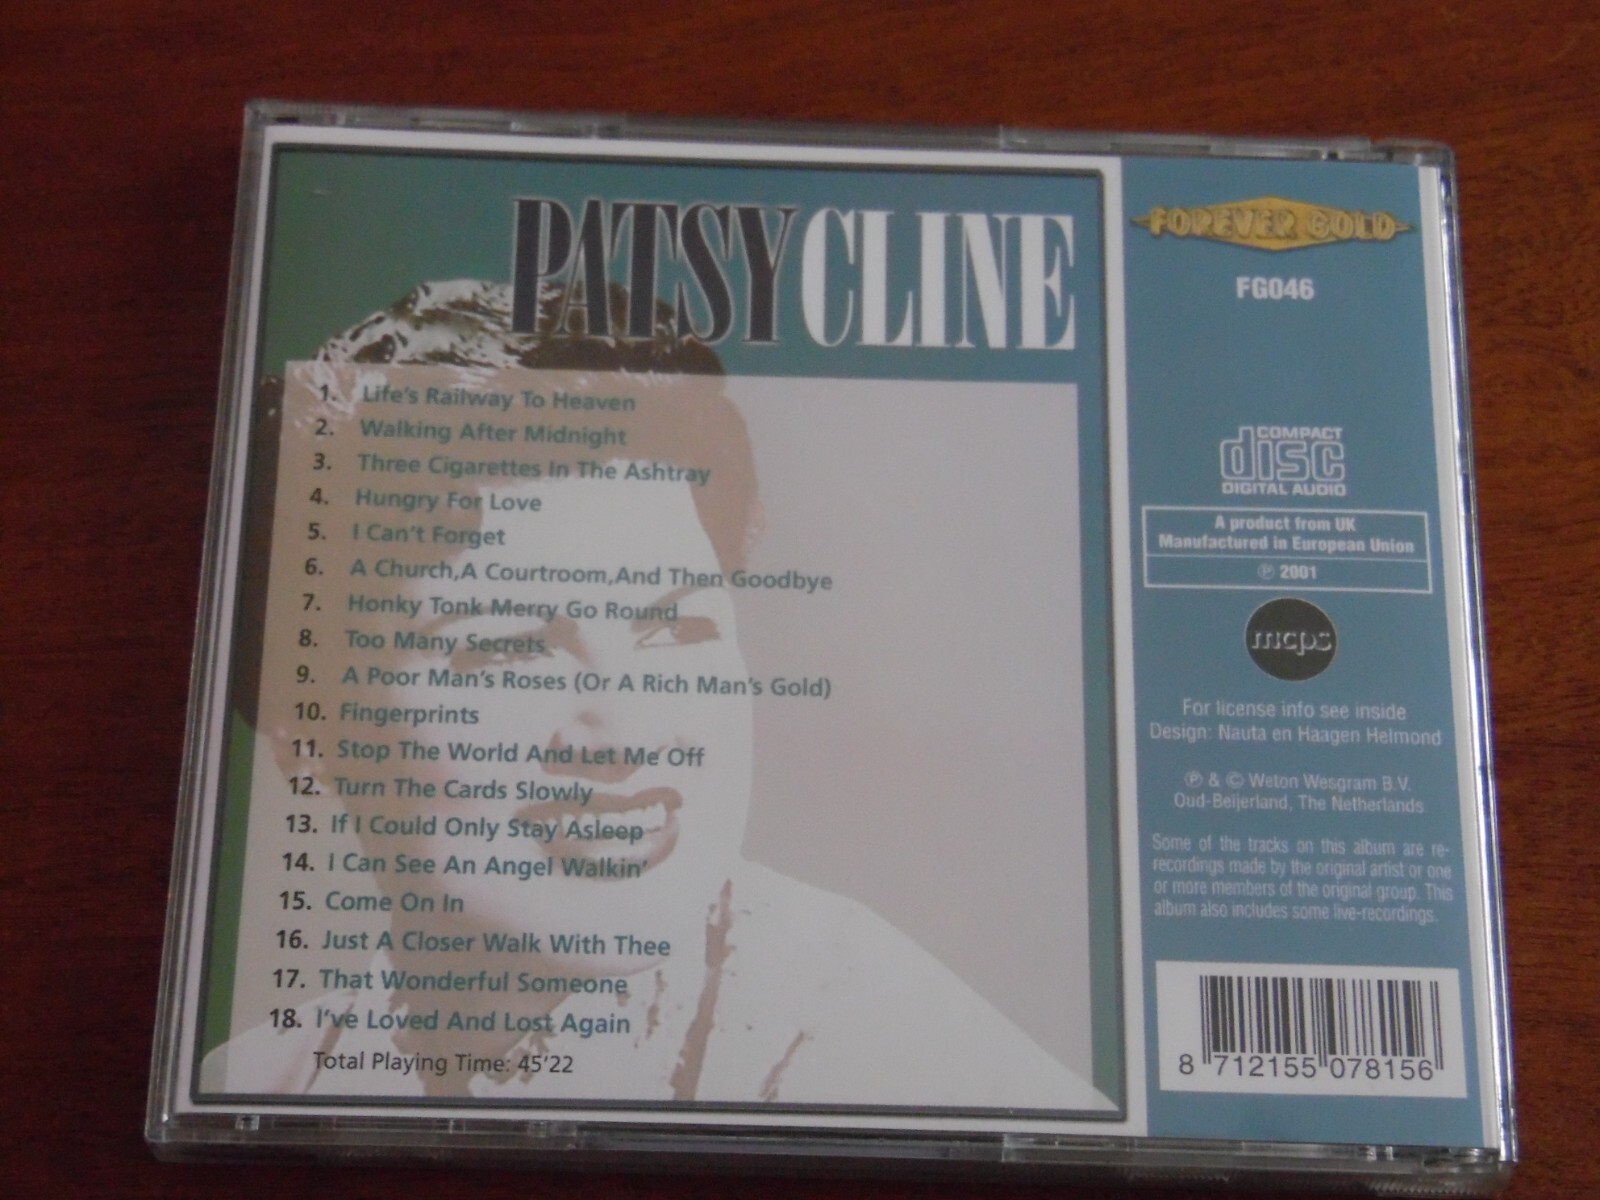 PATSY CLINE
1. Life's Railway To Heaven
2. Walking After Midnight
3. Three Cigarettes In The Ashtray
4. Hungry For Love
5. I Can't Forget
6. A Church,A Courtroom,And Then Goodbye
7. Honky Tonk Merry Go Round
8. Too Many Secrets
9. A Poor Man's Roses (Or A Rich Man's Gold)
10. Fingerprints
11. Stop The World And Let Me Off
12. Turn The Cards Slowly
13. If I Could Only Stay Asleep
14. I Can See An Angel Walkin'
15. Come On In
16. Just A Closer Walk With Thee
17. That Wonderful Someone
18. I've Loved And Lost Again
Total Playing Time: 45'22
FOREVER GOLD
FG046
COMPACT
disc
DIGITAL AUDIO
A product from UK
Manufactured in European Union
℗ 2001
mcps
For license info see inside
Design: Nauta en Haagen Helmond
℗ & © Weton Wesgram B.V.
Oud-Beijerland, The Netherlands
Some of the tracks on this album are re-
recordings made by the original artist or one
or more members of the original group. This
album also includes some live-recordings.
8 712155 078156